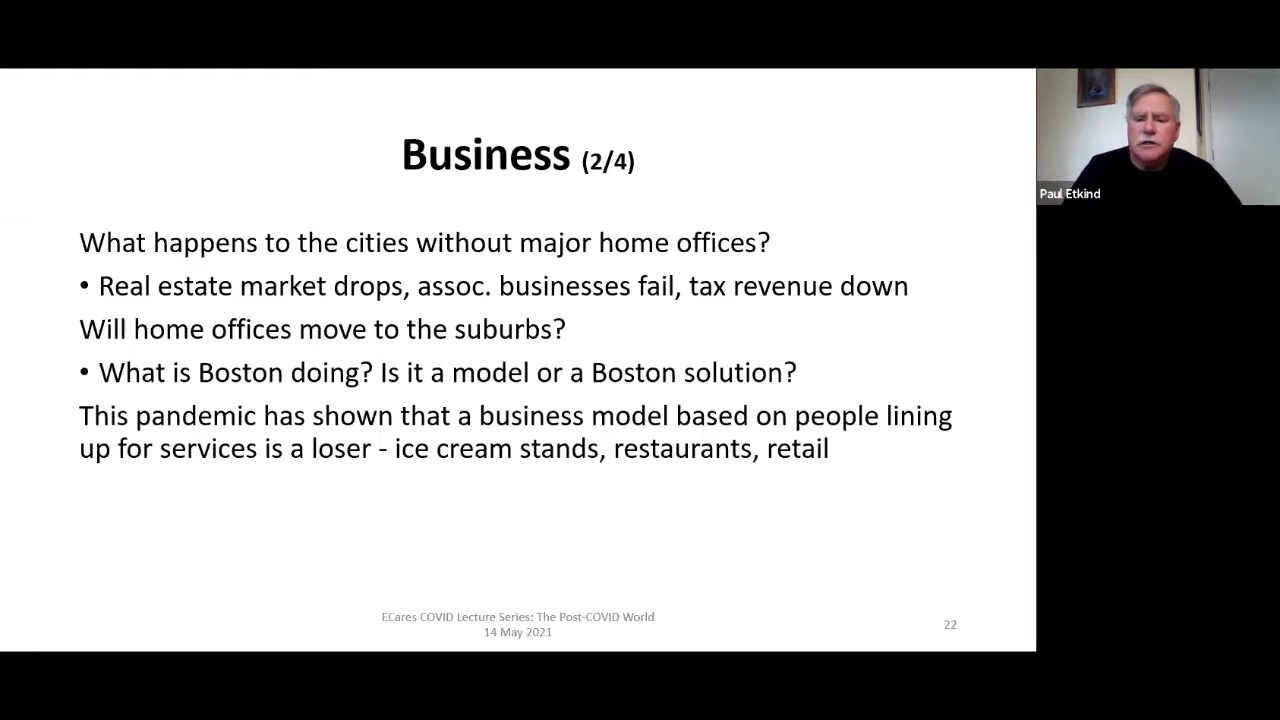 Business (2/4)
What happens to the cities without major home offices?
• Real estate market drops, assoc. businesses fail, tax revenue down
Will home offices move to the suburbs?
• What is Boston doing? Is it a model or a Boston solution?
This pandemic has shown that a business model based on people lining
up for services is a loser - ice cream stands, restaurants, retail
ECares COVID Lecture Series: The Post-COVID World
14 May 2021
22
Paul Etkind